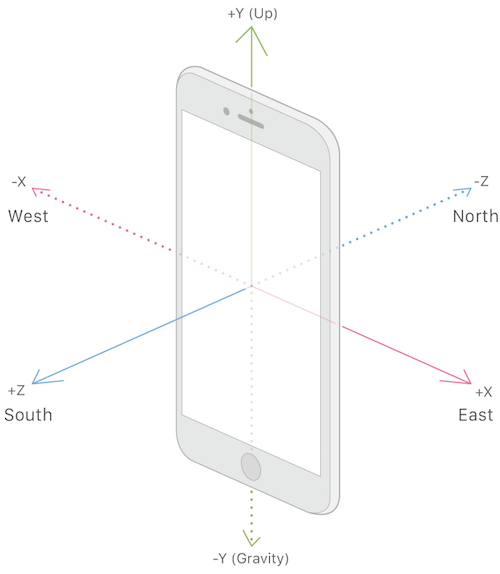 +Y (Up)
-X
-Z
West
North
+Z
+X
South
East
-Y (Gravity)